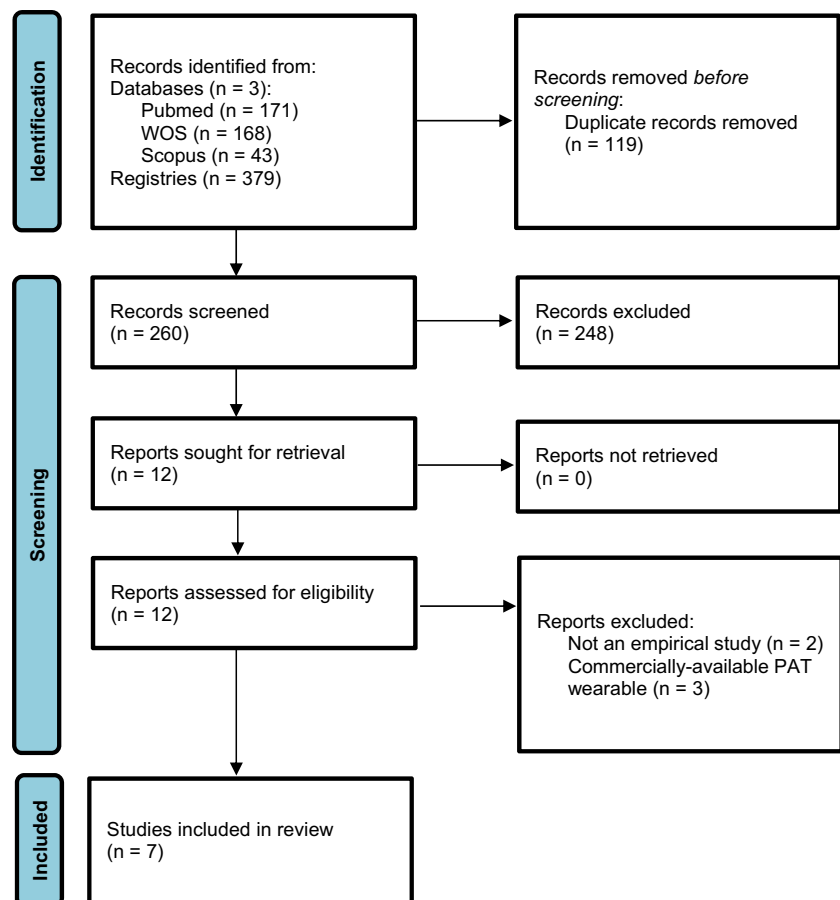 Identification
Records identified from:
Databases (n = 3):
Pubmed (n = 171)
WOS (n = 168)
Scopus (n = 43)
Registries (n = 379)
Records removed before
screening:
Duplicate records removed
(n = 119)
Screening
Records screened
(n = 260)
Records excluded
(n = 248)
Reports sought for retrieval
(n = 12)
Reports not retrieved
(n = 0)
Reports assessed for eligibility
(n = 12)
Reports excluded:
Not an empirical study (n = 2)
Commercially-available PAT
wearable (n = 3)
Included
Studies included in review
(n = 7)